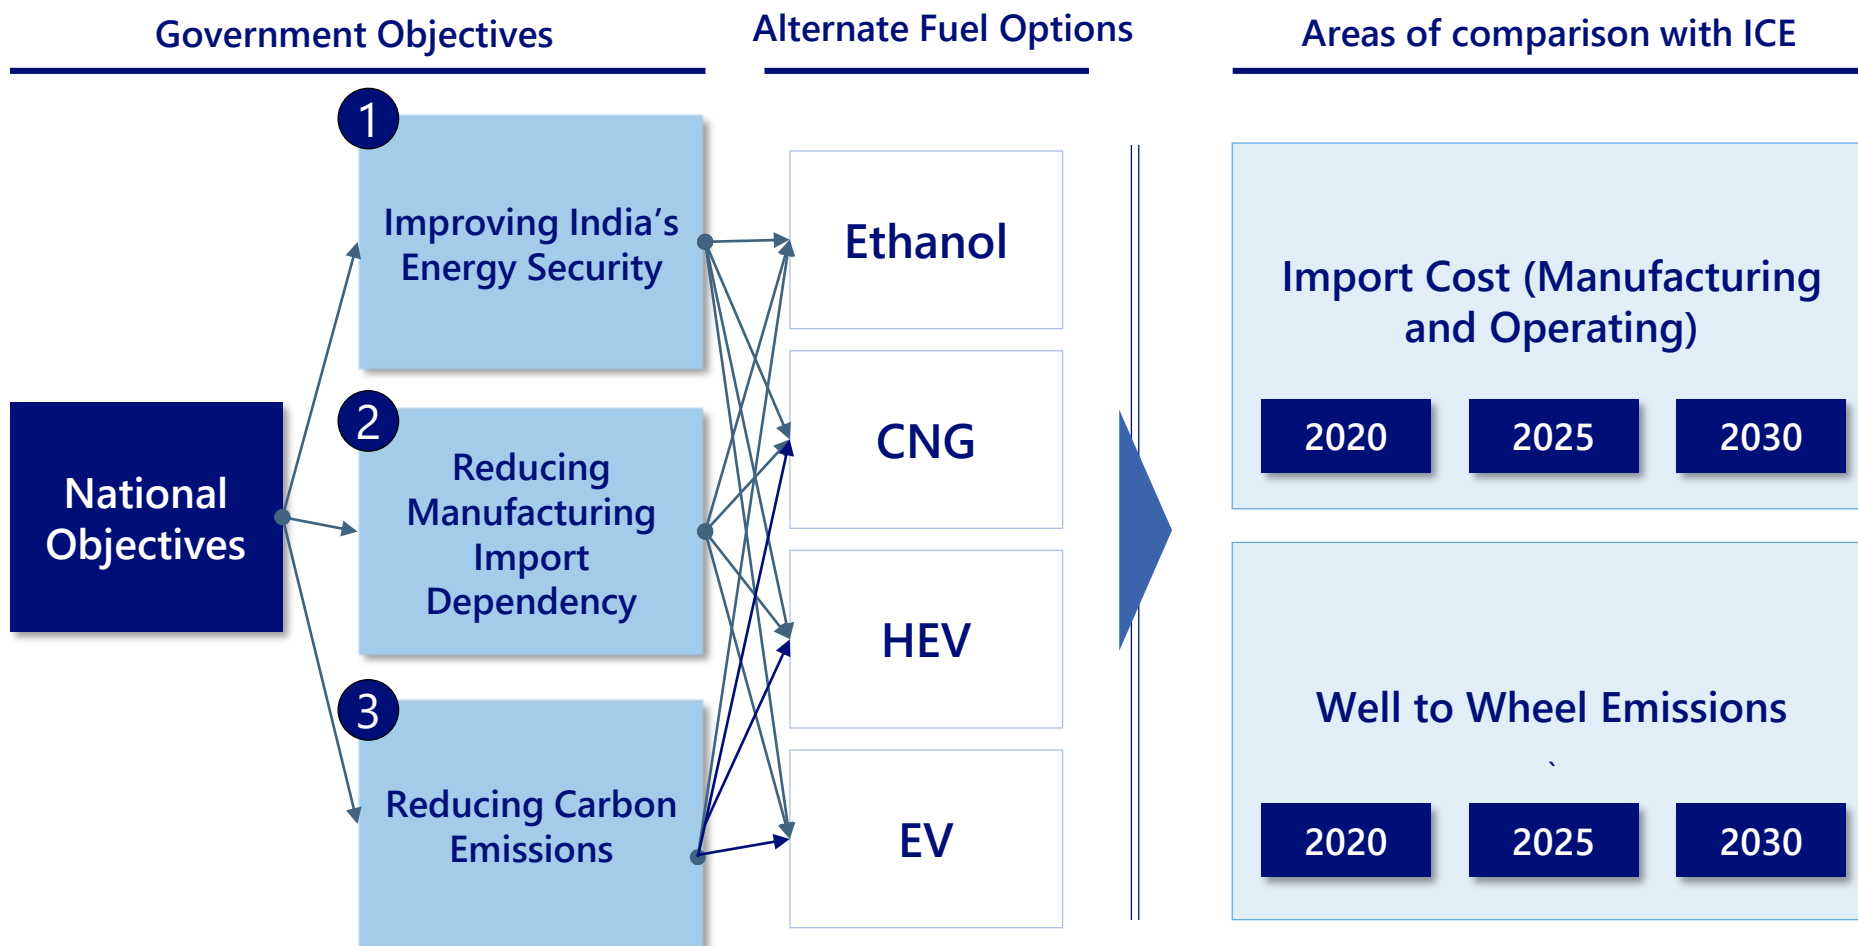 Government Objectives
Alternate Fuel Options
Areas of comparison with ICE
National
Objectives
1
Improving India’s
Energy Security
2
Reducing
Manufacturing
Import
Dependency
3
Reducing Carbon
Emissions
Ethanol
CNG
HEV
EV
Import Cost (Manufacturing
and Operating)
2020 2025 2030
Well to Wheel Emissions
`
2020 2025 2030